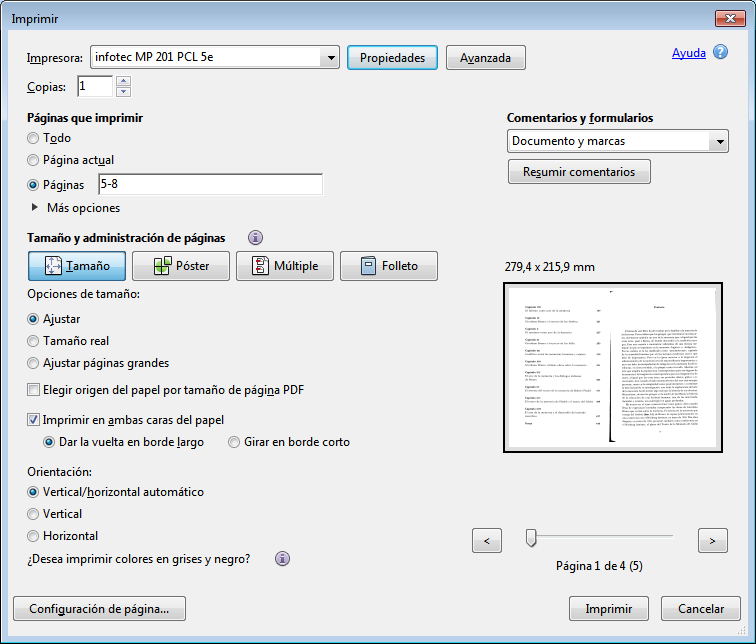 Imprimir
Impresora: infotec MP 201 PCL 5e Propiedades Avanzada Ayuda
Copias: 1
Páginas que imprimir
Comentarios y formularios
Todo
Documento y marcas
Página actual
Resumir comentarios
Páginas 5-8
Más opciones
Tamaño y administración de páginas
Tamaño Póster Múltiple Folleto
279,4 x 215,9 mm
Opciones de tamaño:
Ajustar
Tamaño real
Ajustar páginas grandes
Elegir origen del papel por tamaño de página PDF
Imprimir en ambas caras del papel
Dar la vuelta en borde largo Girar en borde corto
Orientación:
Vertical/horizontal automático
Vertical
Horizontal
< >
¿Desea imprimir colores en grises y negro?
Página 1 de 4 (5)
Configuración de página... Imprimir Cancelar